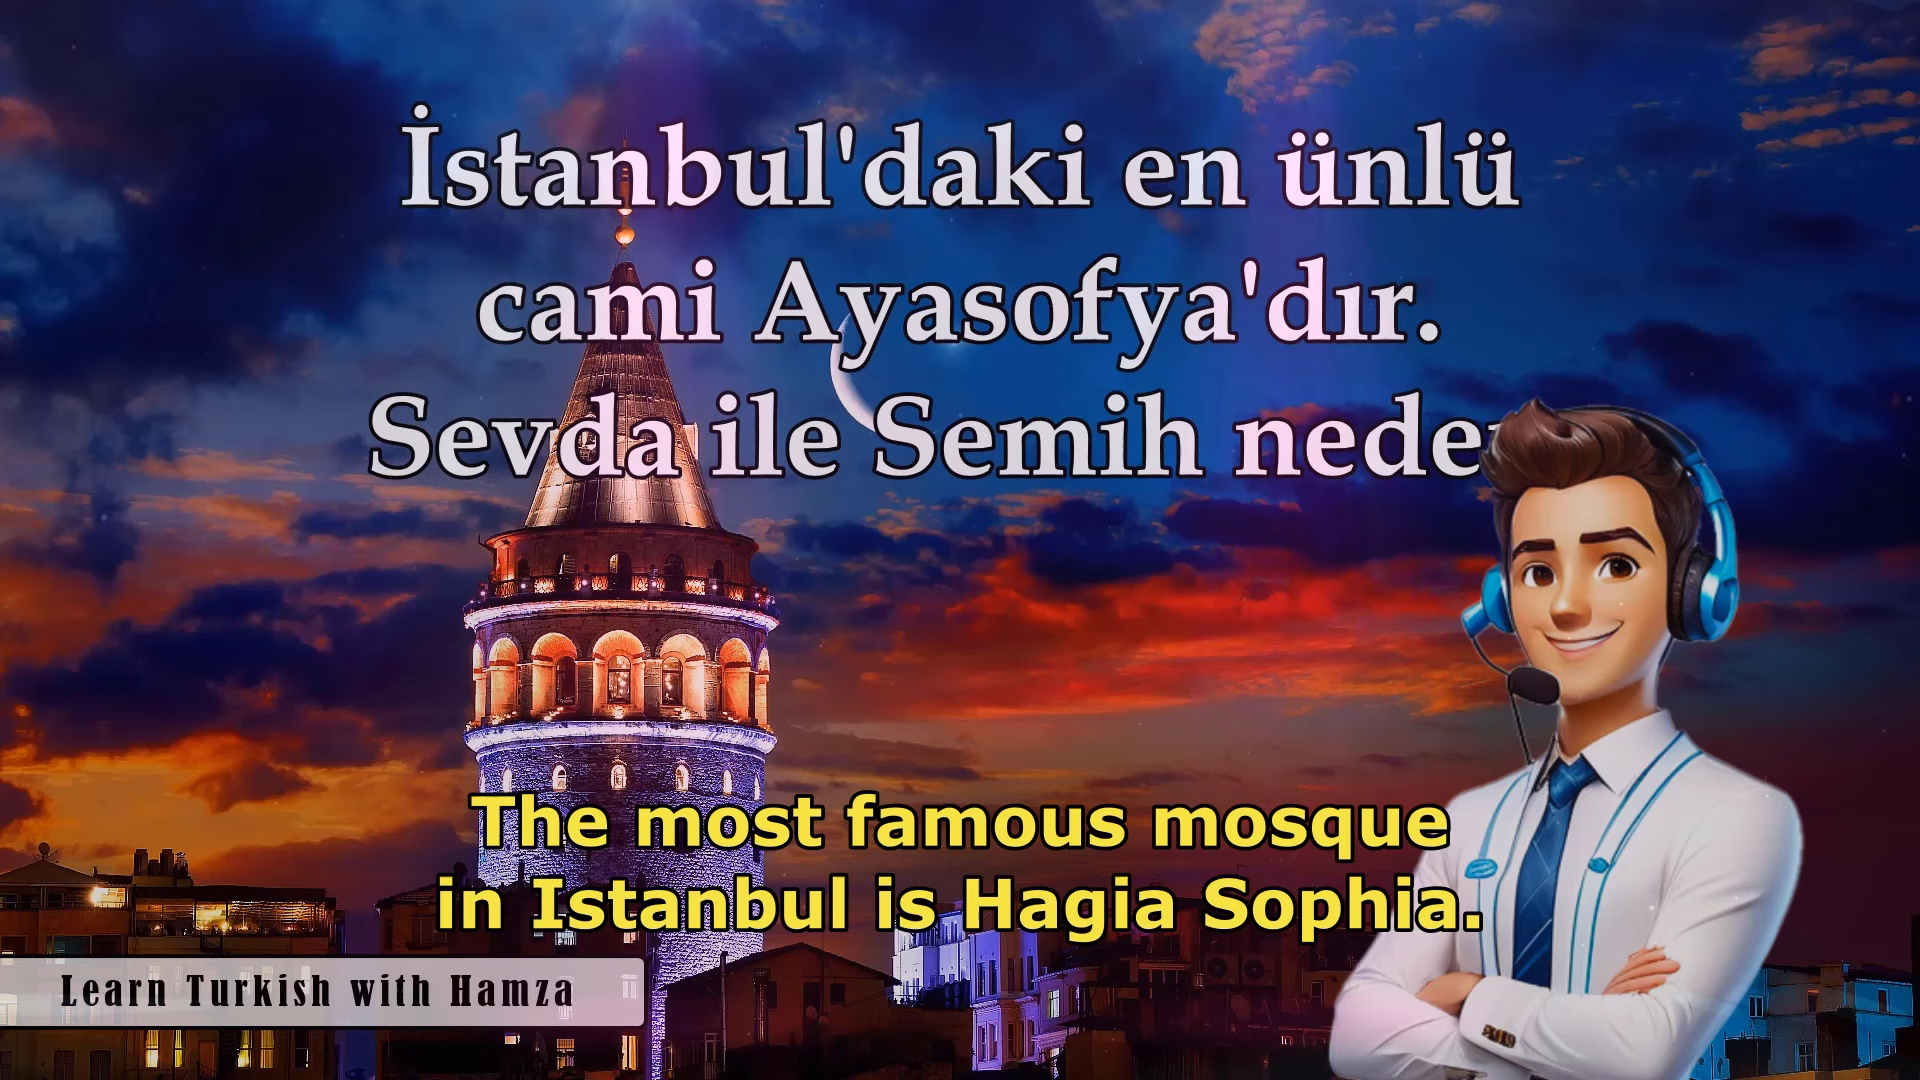 İstanbul'daki en ünlü
cami Ayasofya'dır.
Sevda ile Semih
The most famous mosque
in Istanbul is Hagia Sophia.
Learn Turkish with Hamza